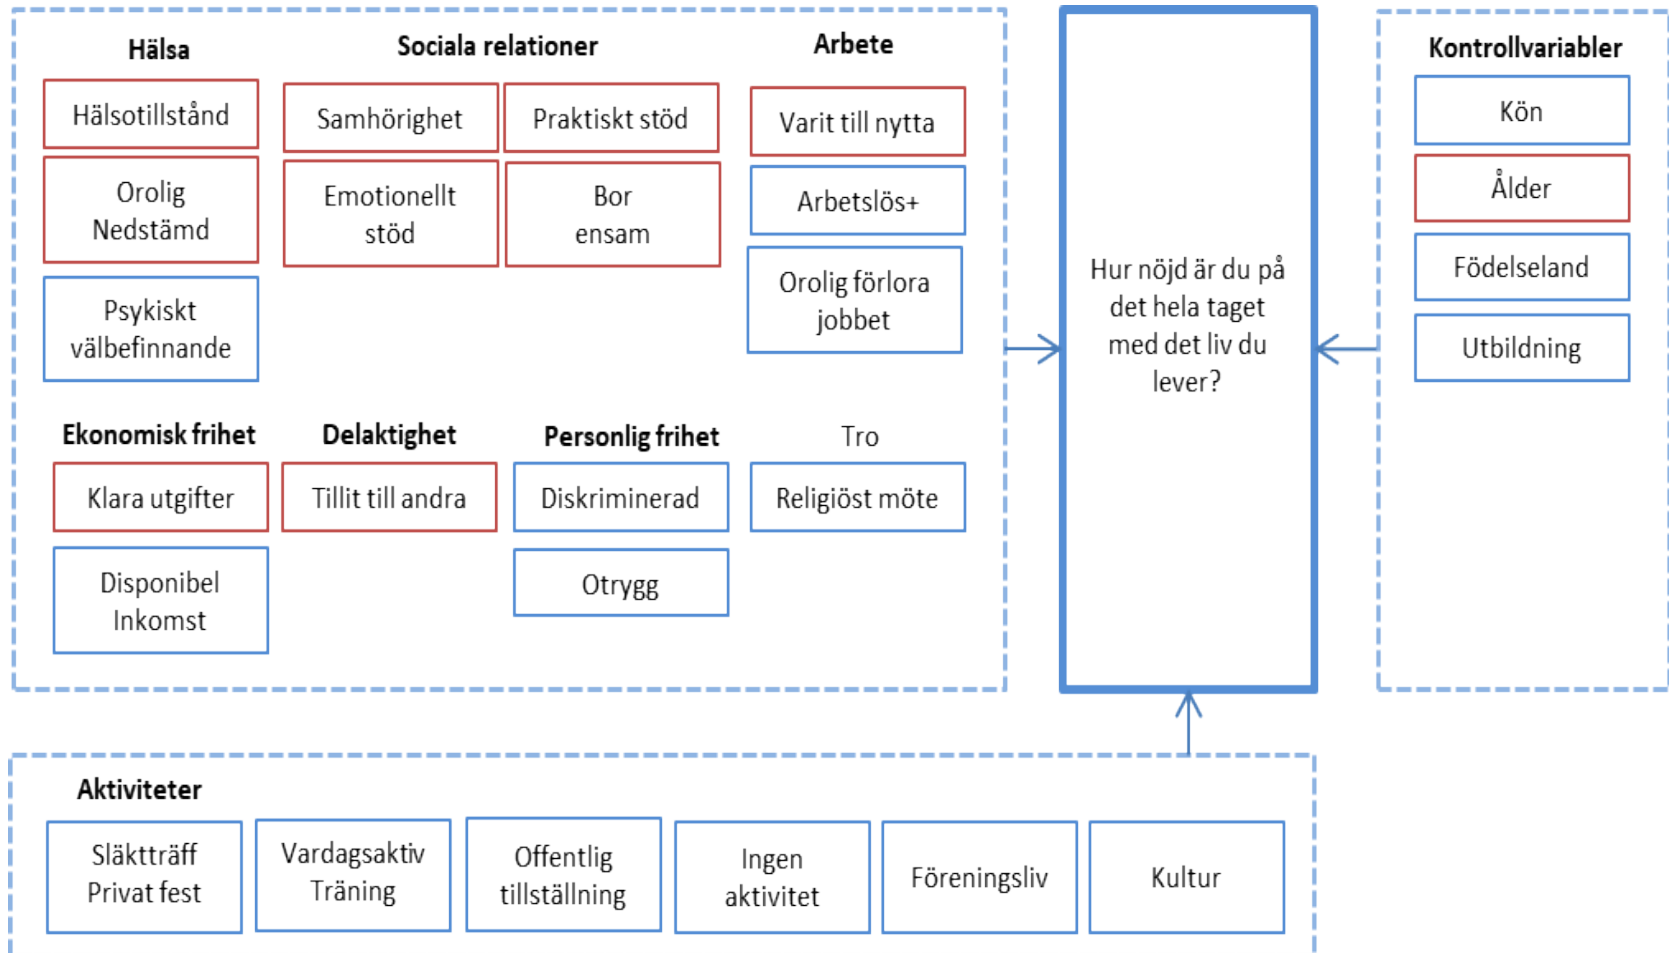 Hälsa
Hälsotillstånd
Orolig
Nedstämd
Psykiskt
välbefinnande
Sociala relationer
Samhörighet
Praktiskt stöd
Emotionellt
stöd
Bor
ensam
Arbete
Varit till nytta
Arbetslös+
Orolig förlora
jobbet
Ekonomisk frihet
Klara utgifter
Disponibel
Inkomst
Delaktighet
Tillit till andra
Personlig frihet
Diskriminerad
Otrygg
Tro
Religiöst möte
Hur nöjd är du på
det hela taget
med det liv du
lever?
Kontrollvariabler
Kön
Ålder
Födelseland
Utbildning
Aktiviteter
Släktträff
Privat fest
Vardagsaktiv
Träning
Offentlig
tillställning
Ingen
aktivitet
Föreningsliv
Kultur